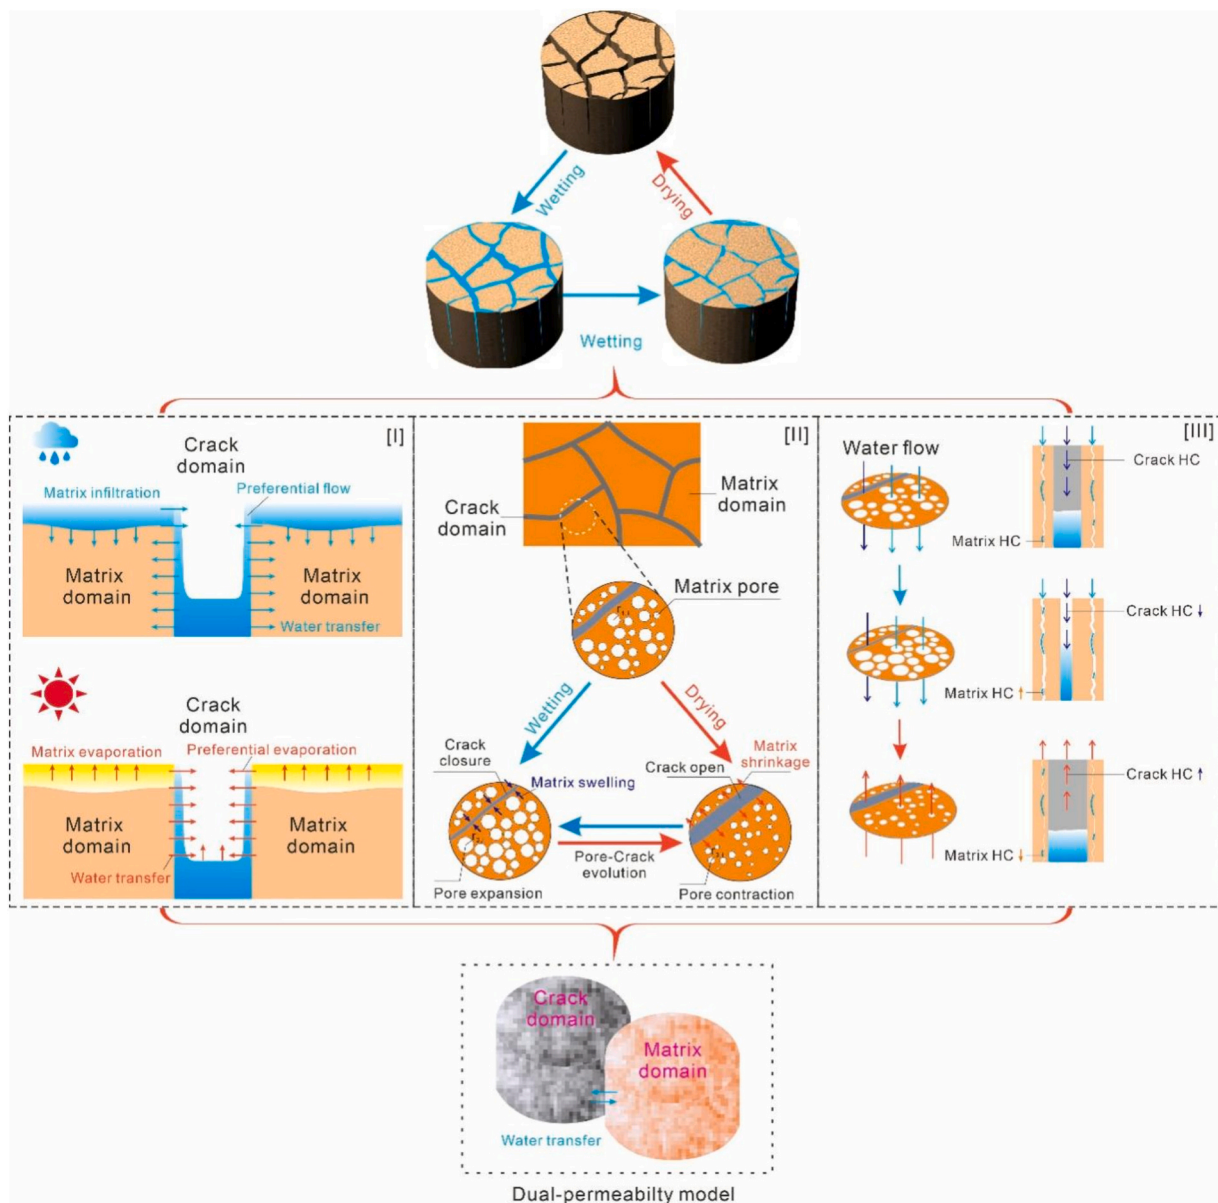 Wetting
Drying
Wetting
[I]
Crack
domain
Matrix infiltration
Preferential flow
Matrix
domain
Matrix
domain
Water transfer
Crack
domain
Matrix evaporation
Preferential evaporation
Matrix
domain
Matrix
domain
Water transfer
[II]
Crack
domain
Matrix
domain
Matrix pore
Wetting
Drying
Crack
closure
Matrix swelling
Matrix
shrinkage
Crack open
Pore-Crack
evolution
Pore expansion
Pore contraction
[III]
Water flow
Crack HC
Matrix HC
Crack HC ↓
Matrix HC ↑
Crack HC ↑
Matrix HC ↓
Crack
domain
Matrix
domain
Water transfer
Dual-permeabilty model